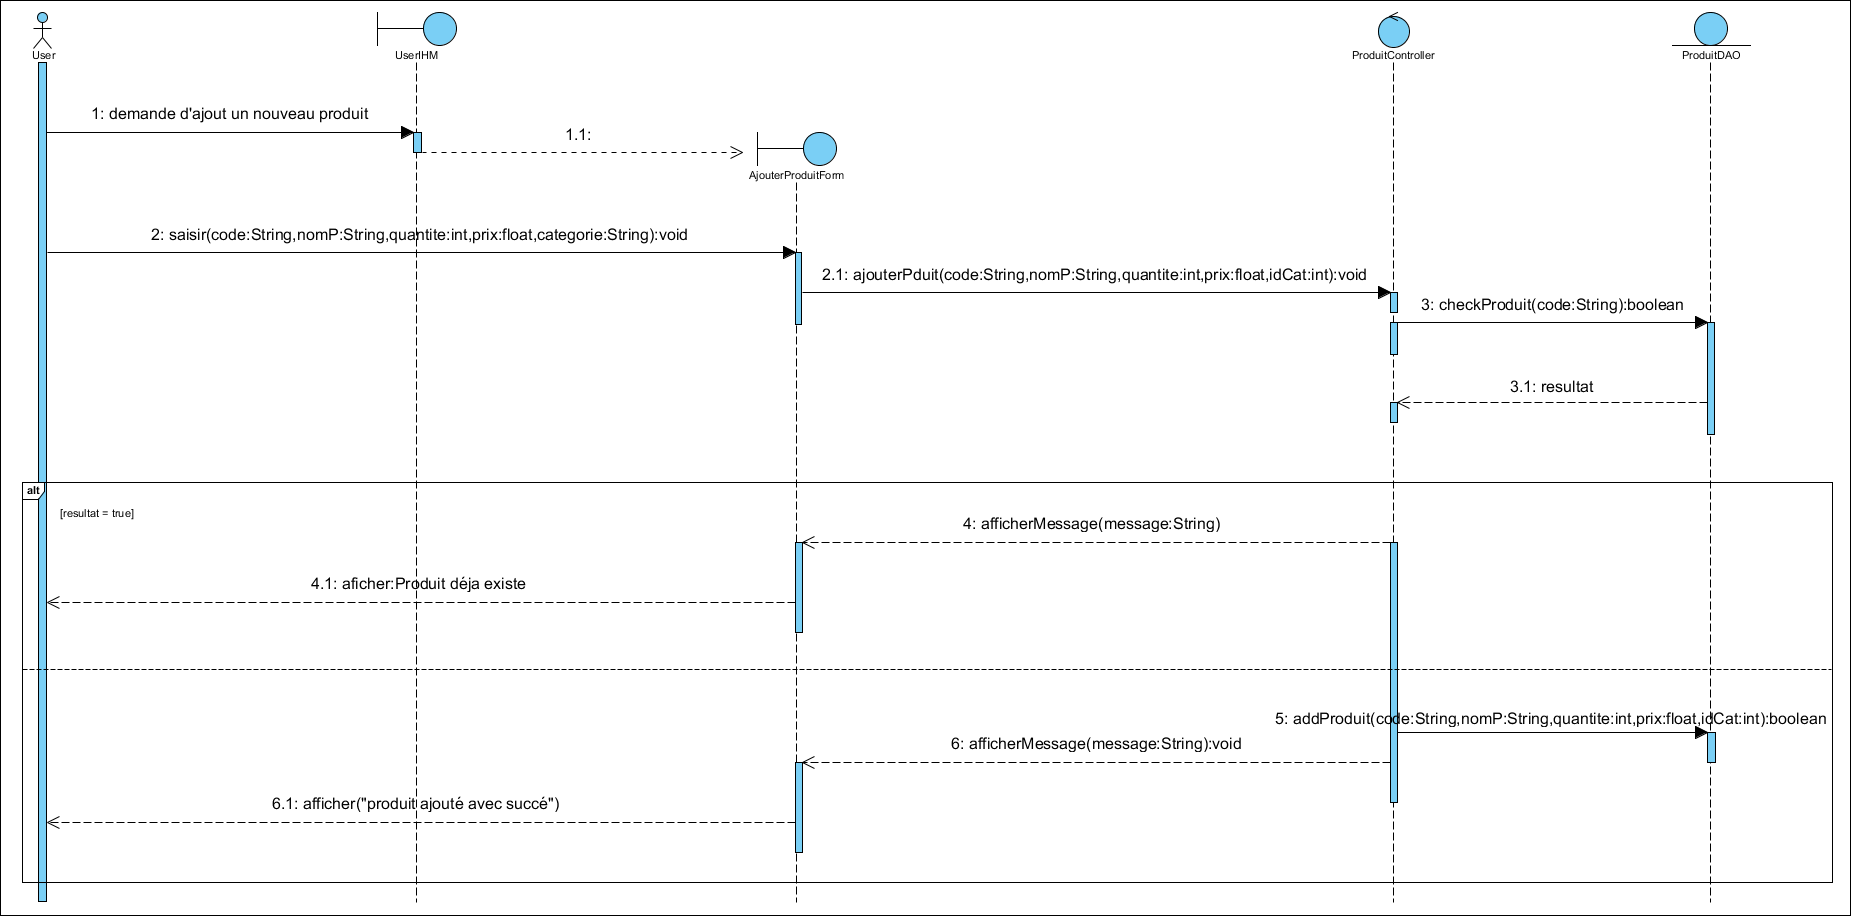 User
UserIHM
ProduitController
ProduitDAO
1: demande d'ajout un nouveau produit
1.1:
AjouterProduitForm
2: saisir(code:String,nomP:String,quantite:int,prix:float,categorie:String):void
2.1: ajouterPduit(code:String,nomP:String,quantite:int,prix:float,idCat:int):void
3: checkProduit(code:String):boolean
3.1: resultat
alt
[resultat = true]
4: afficherMessage(message:String)
4.1: aficher:Produit déja existe
5: addProduit(code:String,nomP:String,quantite:int,prix:float,idCat:int):boolean
6: afficherMessage(message:String):void
6.1: afficher("produit ajouté avec succé")